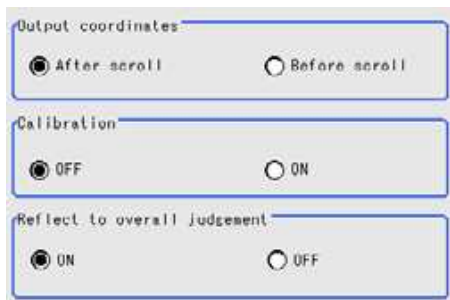 Output coordinates
After scroll Before scroll
Calibration
OFF ON
Reflect to overall judgement
ON OFF